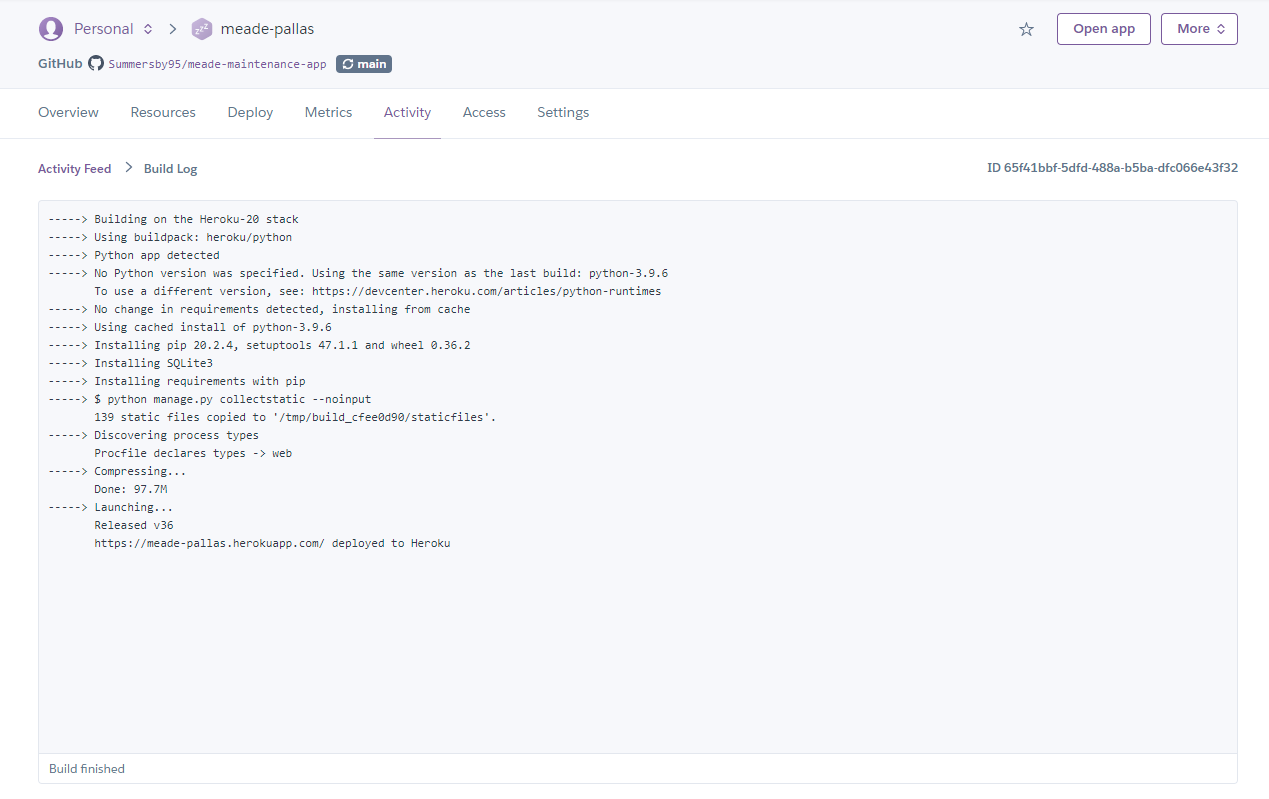 Personal meade-pallas Open app More
GitHub Summersby95/meade-maintenance-app main
Overview Resources Deploy Metrics Activity Access Settings
Activity Feed Build Log ID 65f41bbf-5dfd-488a-b5ba-dfc066e43f32
-----> Building on the Heroku-20 stack
-----> Using buildpack: heroku/python
-----> Python app detected
-----> No Python version was specified. Using the same version as the last build: python-3.9.6
To use a different version, see: https://devcenter.heroku.com/articles/python-runtimes
-----> No change in requirements detected, installing from cache
-----> Using cached install of python-3.9.6
-----> Installing pip 20.2.4, setuptools 47.1.1 and wheel 0.36.2
-----> Installing SQLite3
-----> Installing requirements with pip
-----> $ python manage.py collectstatic --noinput
139 static files copied to '/tmp/build_cfee0d90/staticfiles'.
-----> Discovering process types
Procfile declares types -> web
-----> Compressing...
Done: 97.7M
-----> Launching...
Released v36
https://meade-pallas.herokuapp.com/ deployed to Heroku
Build finished